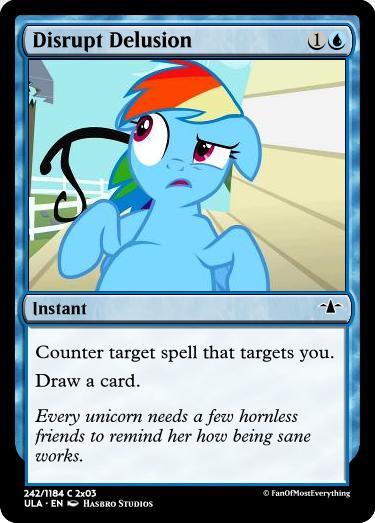 Disrupt Delusion 1
Instant
Counter target spell that targets you.
Draw a card.
Every unicorn needs a few hornless
friends to remind her how being sane
works.
242/1184 C 2x03
ULA • EN HASBRO STUDIOS
© FanOfMostEverything